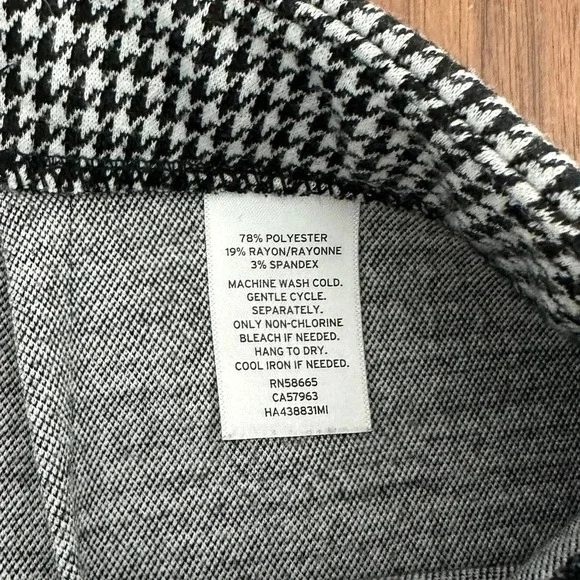 78% POLYESTER
19% RAYON/RAYONNE
3% SPANDEX
MACHINE WASH COLD.
GENTLE CYCLE.
SEPARATELY.
ONLY NON-CHLORINE
BLEACH IF NEEDED.
HANG TO DRY.
COOL IRON IF NEEDED.
RN58665
CA57963
HA438831MI